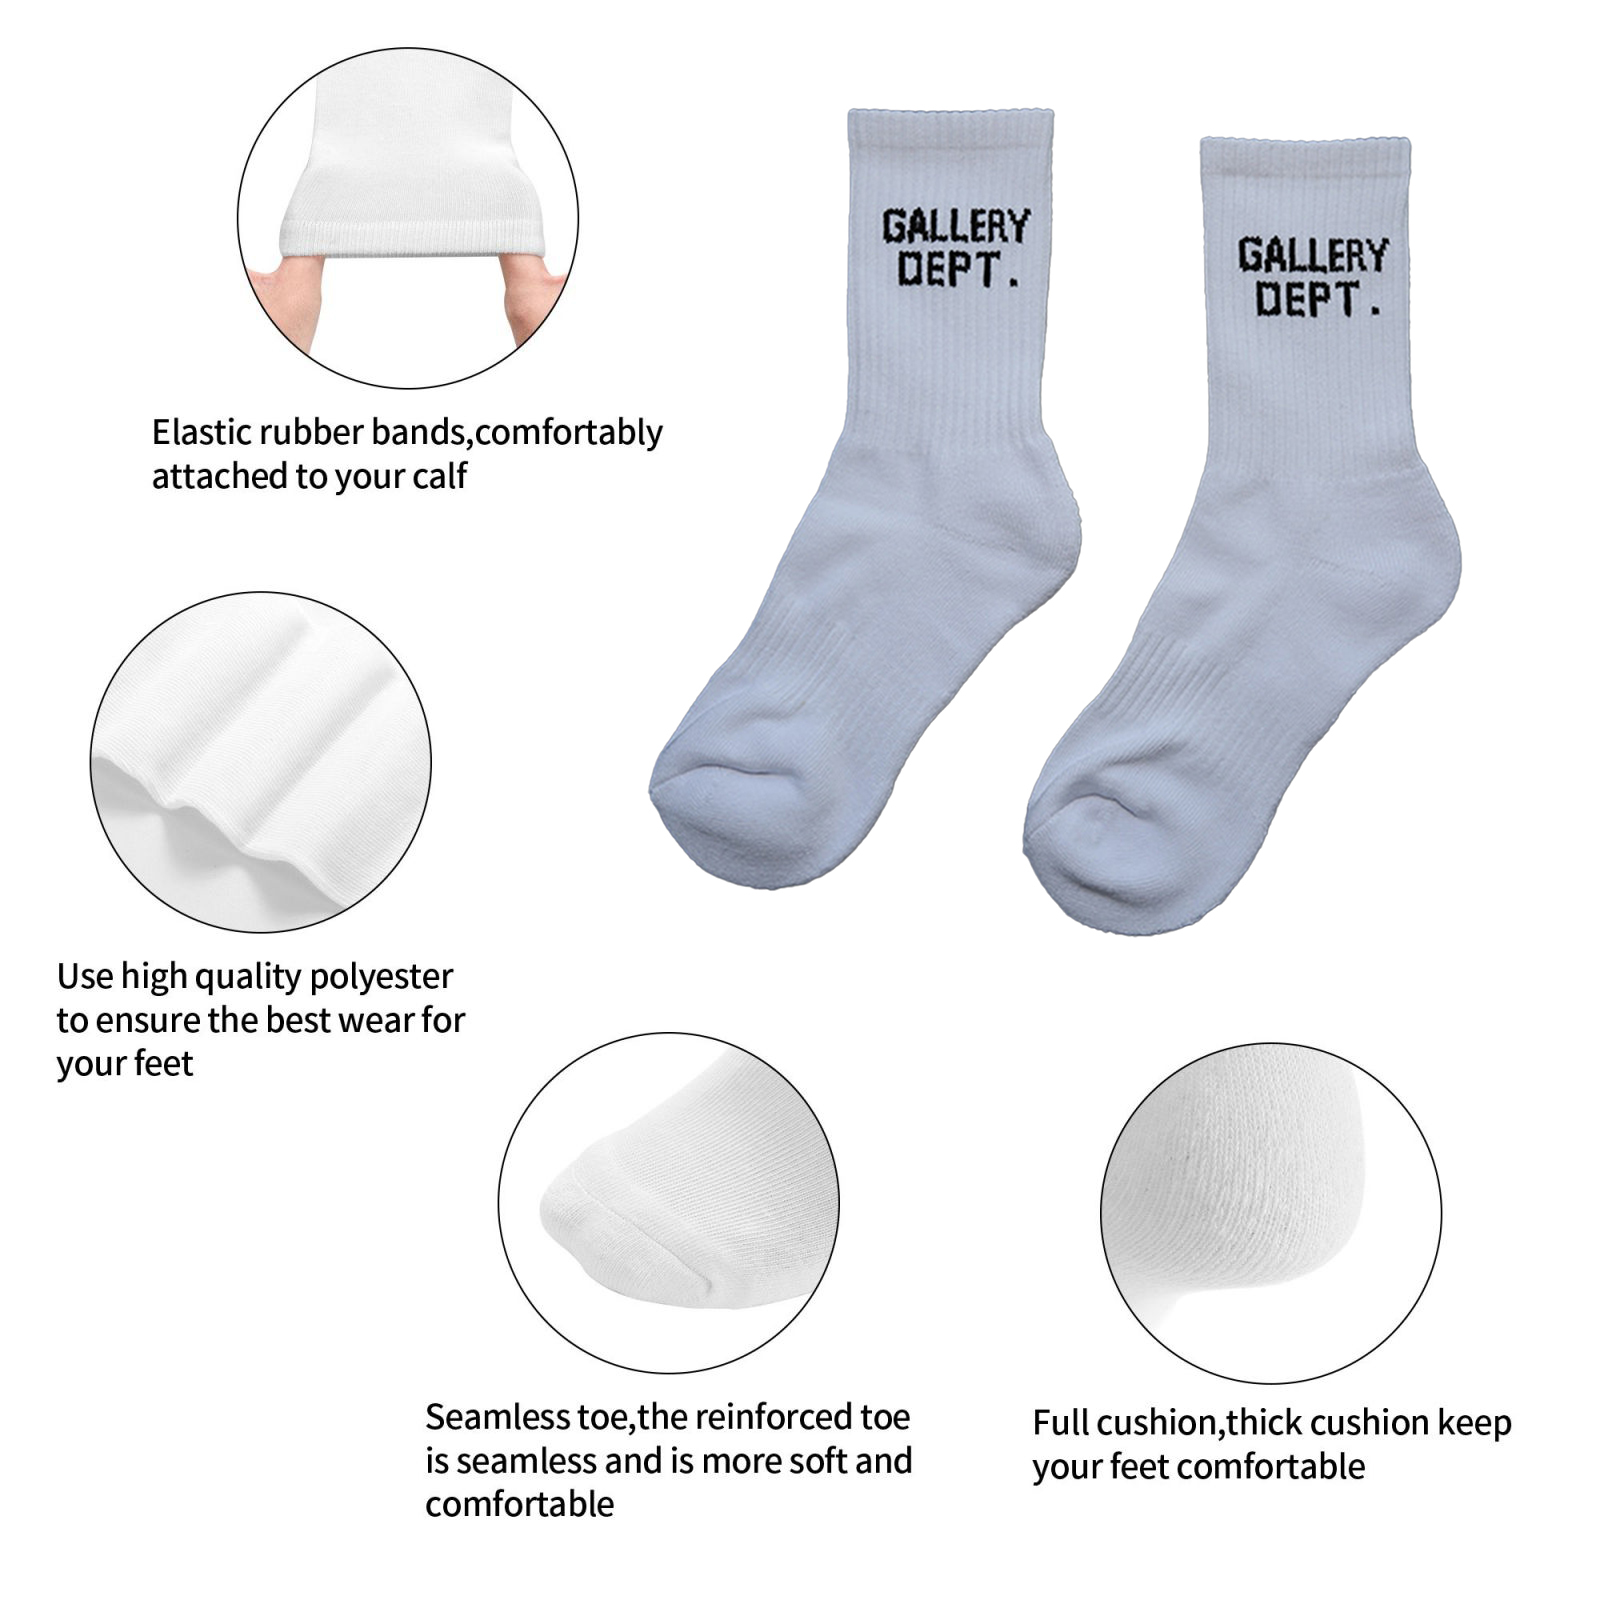 GALLERY
DEPT.
GALLERY
DEPT.
Elastic rubber bands,comfortably
attached to your calf
Use high quality polyester
to ensure the best wear for
your feet
Seamless toe,the reinforced toe
is seamless and is more soft and
comfortable
Full cushion,thick cushion keep
your feet comfortable